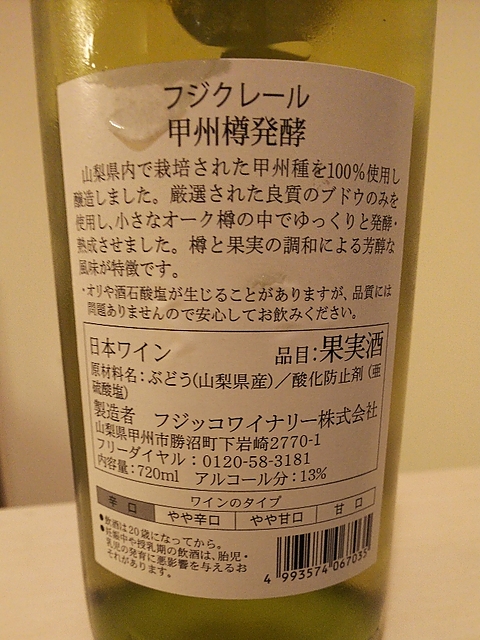 フジクレール
甲州樽発酵
山梨県内で栽培された甲州種を100%使用し
醸造しました。厳選された良質のブドウのみを
使用し、小さなオーク樽の中でゆっくりと発酵・
熟成させました。樽と果実の調和による芳醇な
風味が特徴です。
・オリや酒石酸塩が生じることがありますが、品質には
問題ありませんので安心してお飲みください。
日本ワイン 品目：果実酒
原材料名：ぶどう(山梨県産)／酸化防止剤（亜
硫酸塩）
製造者 フジッコワイナリー株式会社
山梨県甲州市勝沼町下岩崎2770-1
フリーダイヤル：0120-58-3181
内容量：720ml アルコール分：13%
ワインのタイプ
辛口 やや辛口 やや甘口 甘口
●飲酒は20歳になってから。
●妊娠中や授乳期の飲酒は、胎児・
乳児の発育に悪影響を与えるお
それがあります。
4 993574 067035